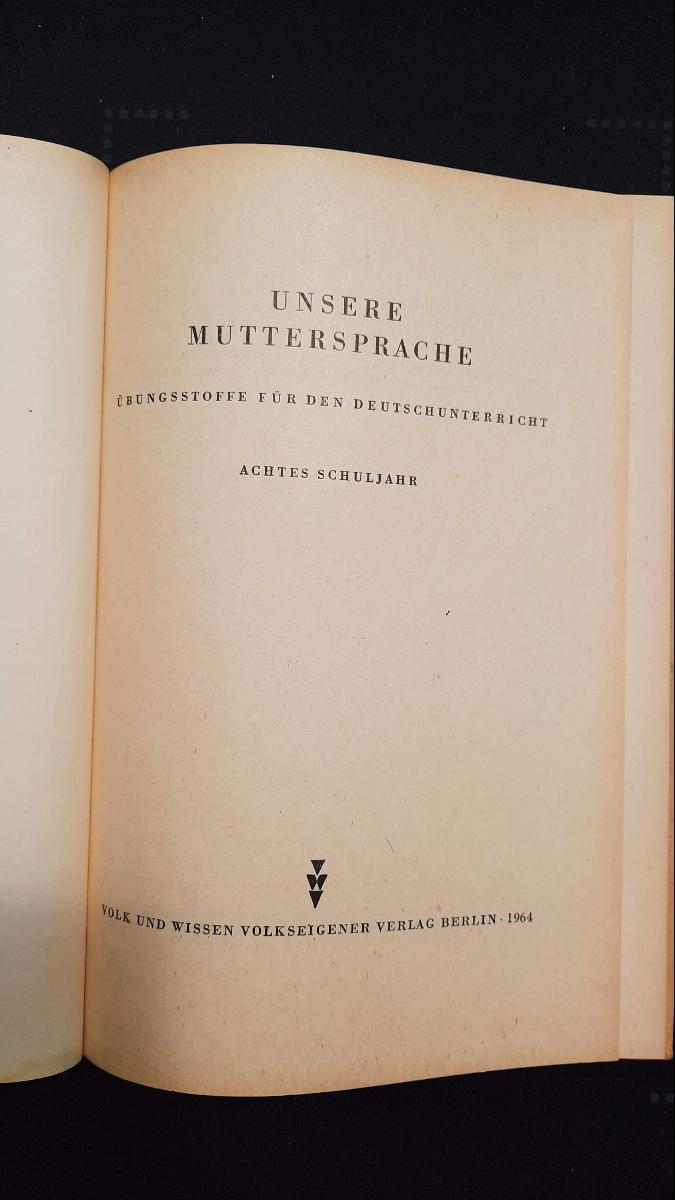 UNSERE
MUTTERSPRACHE
ÜBUNGSSTOFFE FÜR DEN DEUTSCHUNTERRICHT
ACHTES SCHULJAHR
VOLK UND WISSEN VOLKSEIGENER VERLAG BERLIN · 1964